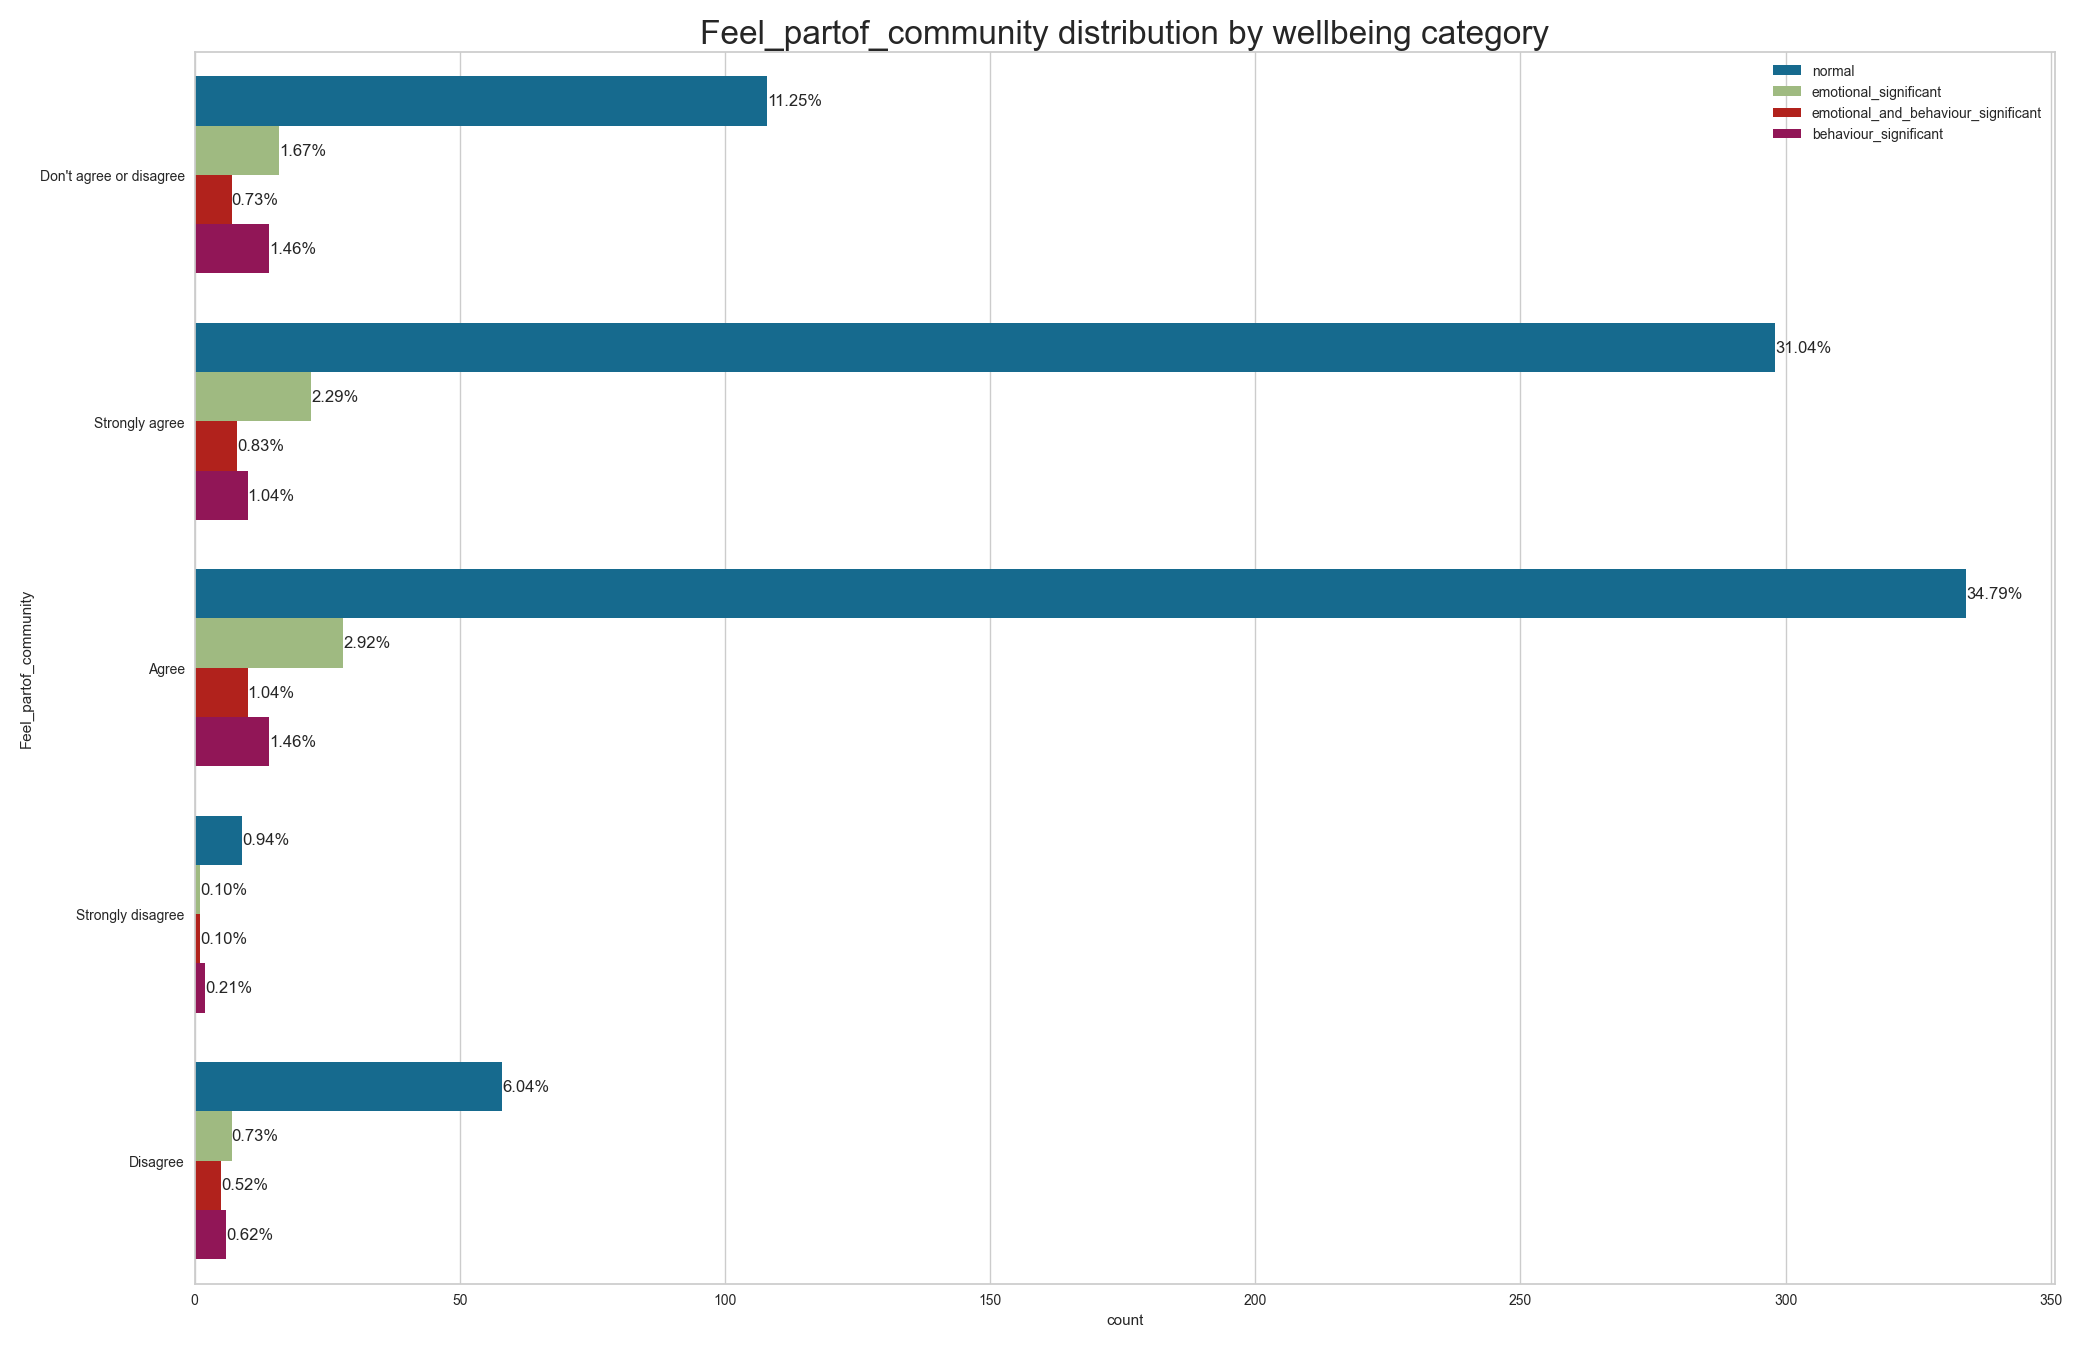 Feel_partof_community distribution by wellbeing category
normal
emotional_significant
emotional_and_behaviour_significant
behaviour_significant
Feel_partof_community
Don't agree or disagree
11.25%
1.67%
0.73%
1.46%
Strongly agree
31.04%
2.29%
0.83%
1.04%
Agree
34.79%
2.92%
1.04%
1.46%
Strongly disagree
0.94%
0.10%
0.10%
0.21%
Disagree
6.04%
0.73%
0.52%
0.62%
0 50 100 150 200 250 300 350
count